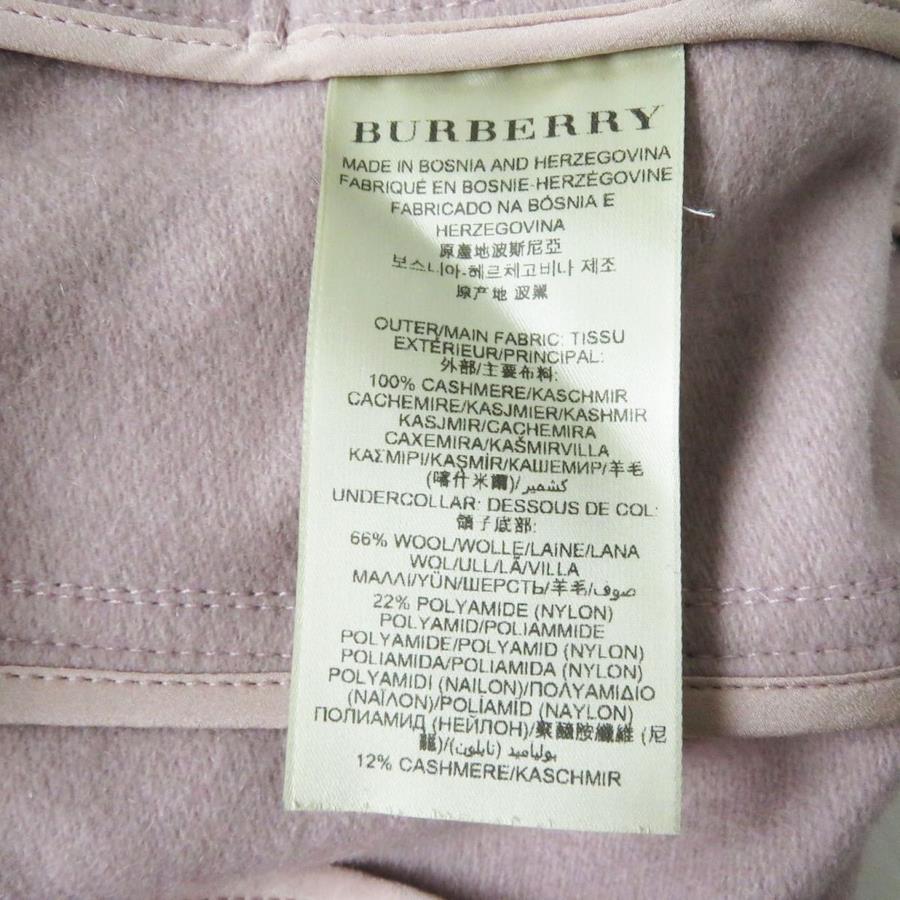 BURBERRY
MADE IN BOSNIA AND HERZEGOVINA
FABRIQUÉ EN BOSNIE-HERZÉGOVINE
FABRICADO NA BÓSNIA E
HERZEGOVINA
原產地波斯尼亞
보스니아-헤르체고비나 제조
原产地 波黑
OUTER/MAIN FABRIC: TISSU
EXTÉRIEUR/PRINCIPAL:
外部/主要布料:
100% CASHMERE/KASCHMIR
CACHEMIRE/KASJMIER/KASHMIR
KASJMIR/CACHEMIRA
CAXEMIRA/KAŠMIRVILLA
ΚΑΣΜΙΡΙ/KAŞMİR/КАШЕМИР/羊毛
(喀什米爾)/كشمير
UNDERCOLLAR: DESSOUS DE COL:
領子底部:
66% WOOL/WOLLE/LAINE/LANA
WOL/ULL/LÃ/VILLA
ΜΑΛΛΙ/YÜN/ШЕРСТЬ/羊毛/صوف
22% POLYAMIDE (NYLON)
POLYAMID/POLIAMMIDE
POLYAMIDE/POLYAMID (NYLON)
POLIAMIDA/POLIAMIDA (NYLON)
POLYAMIDI (NAILON)/ΠΟΛΥΑΜΙΔΙΟ
(ΝΑΪΛΟΝ)/POLİAMİD (NAYLON)
ПОЛИАМИД (НЕЙЛОН)/聚醯胺纖維 (尼
龍)/بولياميد (نايلون)
12% CASHMERE/KASCHMIR